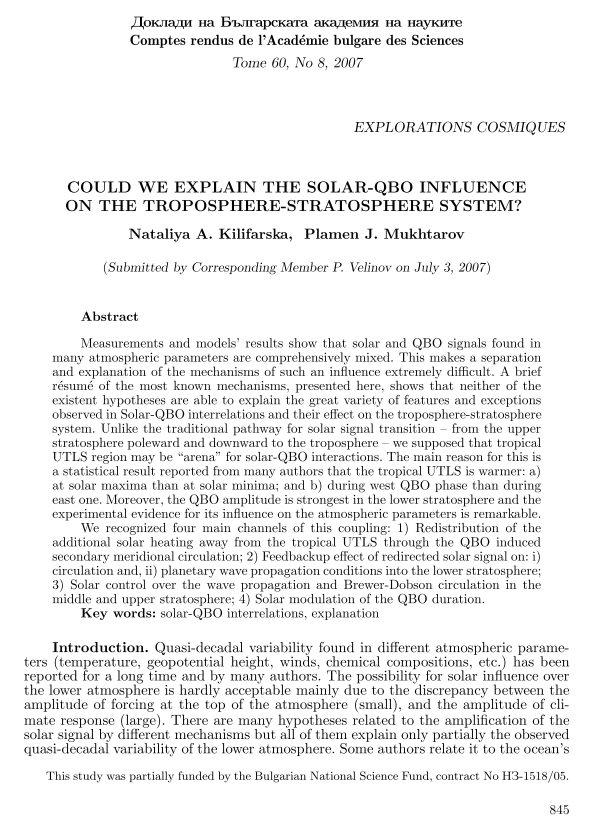 Доклади на Българската академия на науките
Comptes rendus de l'Académie bulgare des Sciences
Tome 60, No 8, 2007
EXPLORATIONS COSMIQUES
COULD WE EXPLAIN THE SOLAR-QBO INFLUENCE
ON THE TROPOSPHERE-STRATOSPHERE SYSTEM?
Nataliya A. Kilifarska, Plamen J. Mukhtarov
(Submitted by Corresponding Member P. Velinov on July 3, 2007)
Abstract
Measurements and models' results show that solar and QBO signals found in
many atmospheric parameters are comprehensively mixed. This makes a separation
and explanation of the mechanisms of such an influence extremely difficult. A brief
résumé of the most known mechanisms, presented here, shows that neither of the
existent hypotheses are able to explain the great variety of features and exceptions
observed in Solar-QBO interrelations and their effect on the troposphere-stratosphere
system. Unlike the traditional pathway for solar signal transition – from the upper
stratosphere poleward and downward to the troposphere – we supposed that tropical
UTLS region may be "arena" for solar-QBO interactions. The main reason for this is
a statistical result reported from many authors that the tropical UTLS is warmer: a)
at solar maxima than at solar minima; and b) during west QBO phase than during
east one. Moreover, the QBO amplitude is strongest in the lower stratosphere and the
experimental evidence for its influence on the atmospheric parameters is remarkable.
We recognized four main channels of this coupling: 1) Redistribution of the
additional solar heating away from the tropical UTLS through the QBO induced
secondary meridional circulation; 2) Feedbackup effect of redirected solar signal on: i)
circulation and, ii) planetary wave propagation conditions into the lower stratosphere;
3) Solar control over the wave propagation and Brewer-Dobson circulation in the
middle and upper stratosphere; 4) Solar modulation of the QBO duration.
Key words: solar-QBO interrelations, explanation
Introduction. Quasi-decadal variability found in different atmospheric parame-
ters (temperature, geopotential height, winds, chemical compositions, etc.) has been
reported for a long time and by many authors. The possibility for solar influence over
the lower atmosphere is hardly acceptable mainly due to the discrepancy between the
amplitude of forcing at the top of the atmosphere (small), and the amplitude of cli-
mate response (large). There are many hypotheses related to the amplification of the
solar signal by different mechanisms but all of them explain only partially the observed
quasi-decadal variability of the lower atmosphere. Some authors relate it to the ocean's
This study was partially funded by the Bulgarian National Science Fund, contract No НЗ-1518/05.
845